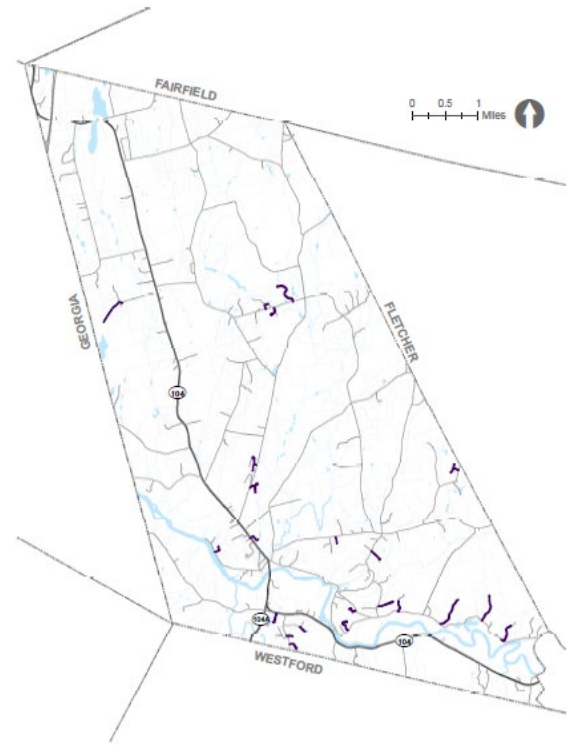 FAIRFIELD
0 0.5 1
Miles
GEORGIA
FLETCHER
104
104A
104
WESTFORD